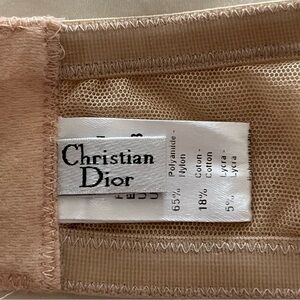 Christian
Dior
Polyamide -
Nylon
65%
Coton -
Cotton
18%
Lycra -
Lycra
5%